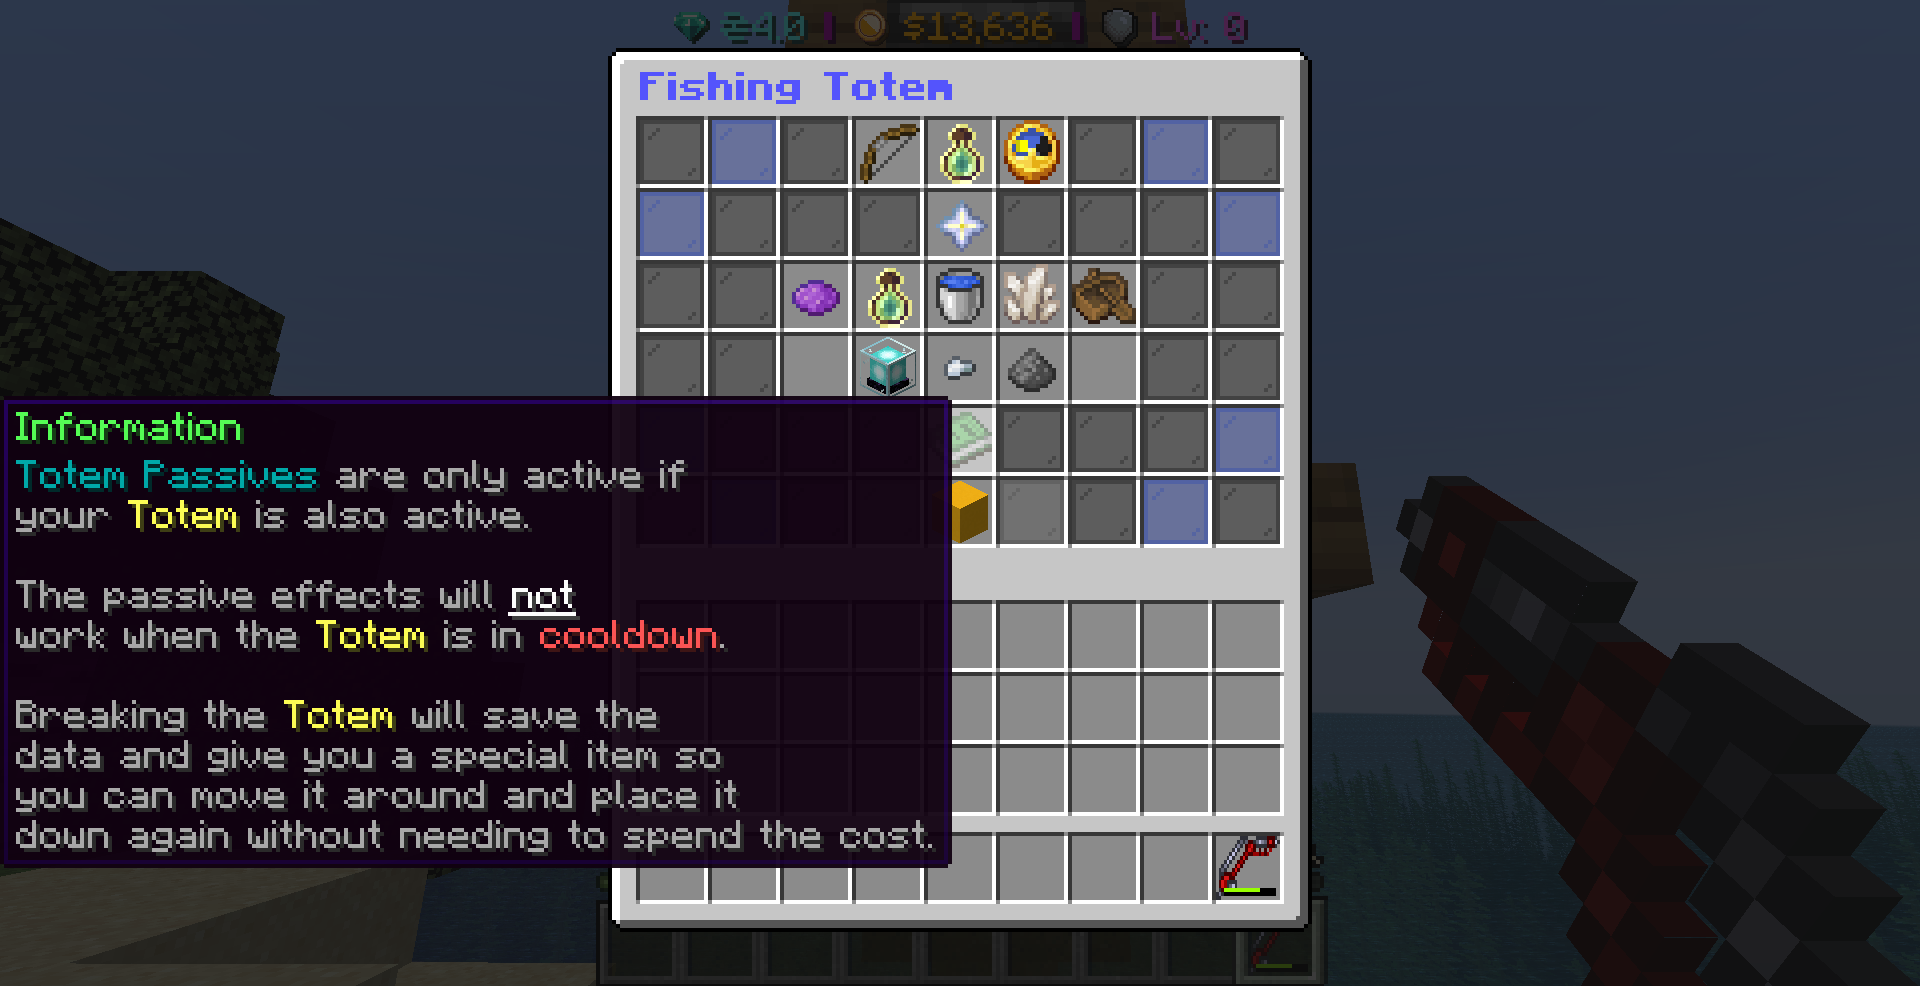 4.0 $13,636 Lv: 0
Fishing Totem
Information
Totem Passives are only active if
your Totem is also active.
The passive effects will not
work when the Totem is in cooldown.
Breaking the Totem will save the
data and give you a special item so
you can move it around and place it
down again without needing to spend the cost.